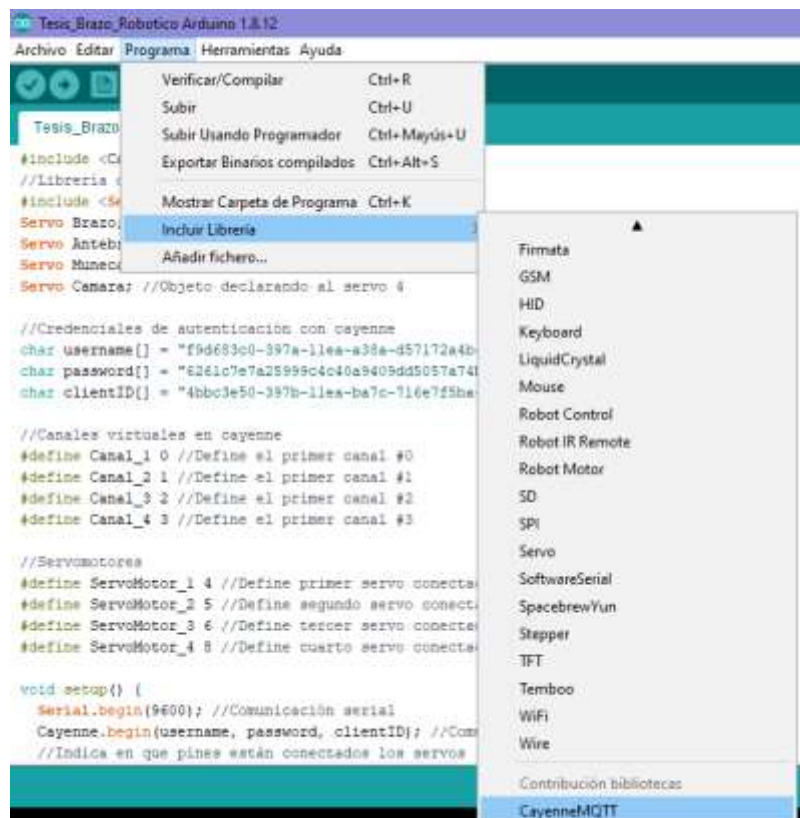 Tesis_Brazo_Robotico Arduino 1.8.12
Archivo Editar Programa Herramientas Ayuda
Verificar/Compilar Ctrl+R
Subir Ctrl+U
Subir Usando Programador Ctrl+Mayús+U
Exportar Binarios compilados Ctrl+Alt+S
Mostrar Carpeta de Programa Ctrl+K
Incluir Librería
Añadir fichero...
Tesis_Brazo
#include <Ca
//Libreria
#include <Se
Servo Brazo
Servo Anteb
Servo Muneca
Servo Camara; //Objeto declarando al servo 4
//Credenciales de autenticación con cayenne
char username[] = "f9d683c0-397a-11ea-a38a-d57172a4b
char password[] =
char clientID[] = "4bbc3e50-397b-11ea-ba7c-716e7f5ba
//Canales virtuales en cayenne
#define Canal_1 0 //Define el primer canal #0
#define Canal_2 1 //Define el primer canal #1
#define Canal_3 2 //Define el primer canal #2
#define Canal_4 3 //Define el primer canal #3
//Servomotores
#define ServoMotor_1 4 //Define primer servo conecta
#define ServoMotor_2 5 //Define segundo servo conect
#define ServoMotor_3 6 //Define tercer servo conecta
#define ServoMotor_4 8 //Define cuarto servo conecta
void setup() {
Serial.begin(9600); //Comunicación serial
Cayenne.begin(username, password, clientID); //Com
//Indica en que pines están conectados los servos
Firmata
GSM
HID
Keyboard
LiquidCrystal
Mouse
Robot Control
Robot IR Remote
Robot Motor
SD
SPI
Servo
SoftwareSerial
SpacebrewYun
Stepper
TFT
Temboo
WiFi
Wire
Contribución bibliotecas
CayenneMQTT